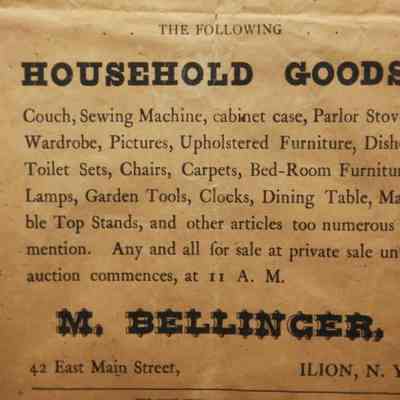 THE FOLLOWING
HOUSEHOLD GOODS
Couch, Sewing Machine, cabinet case, Parlor Stov
Wardrobe, Pictures, Upholstered Furniture, Dish
Toilet Sets, Chairs, Carpets, Bed-Room Furnitu
Lamps, Garden Tools, Clocks, Dining Table, Ma
ble Top Stands, and other articles too numerous
mention. Any and all for sale at private sale un
auction commences, at 11 A. M.
M. BELLINGER,
42 East Main Street, ILION, N. Y